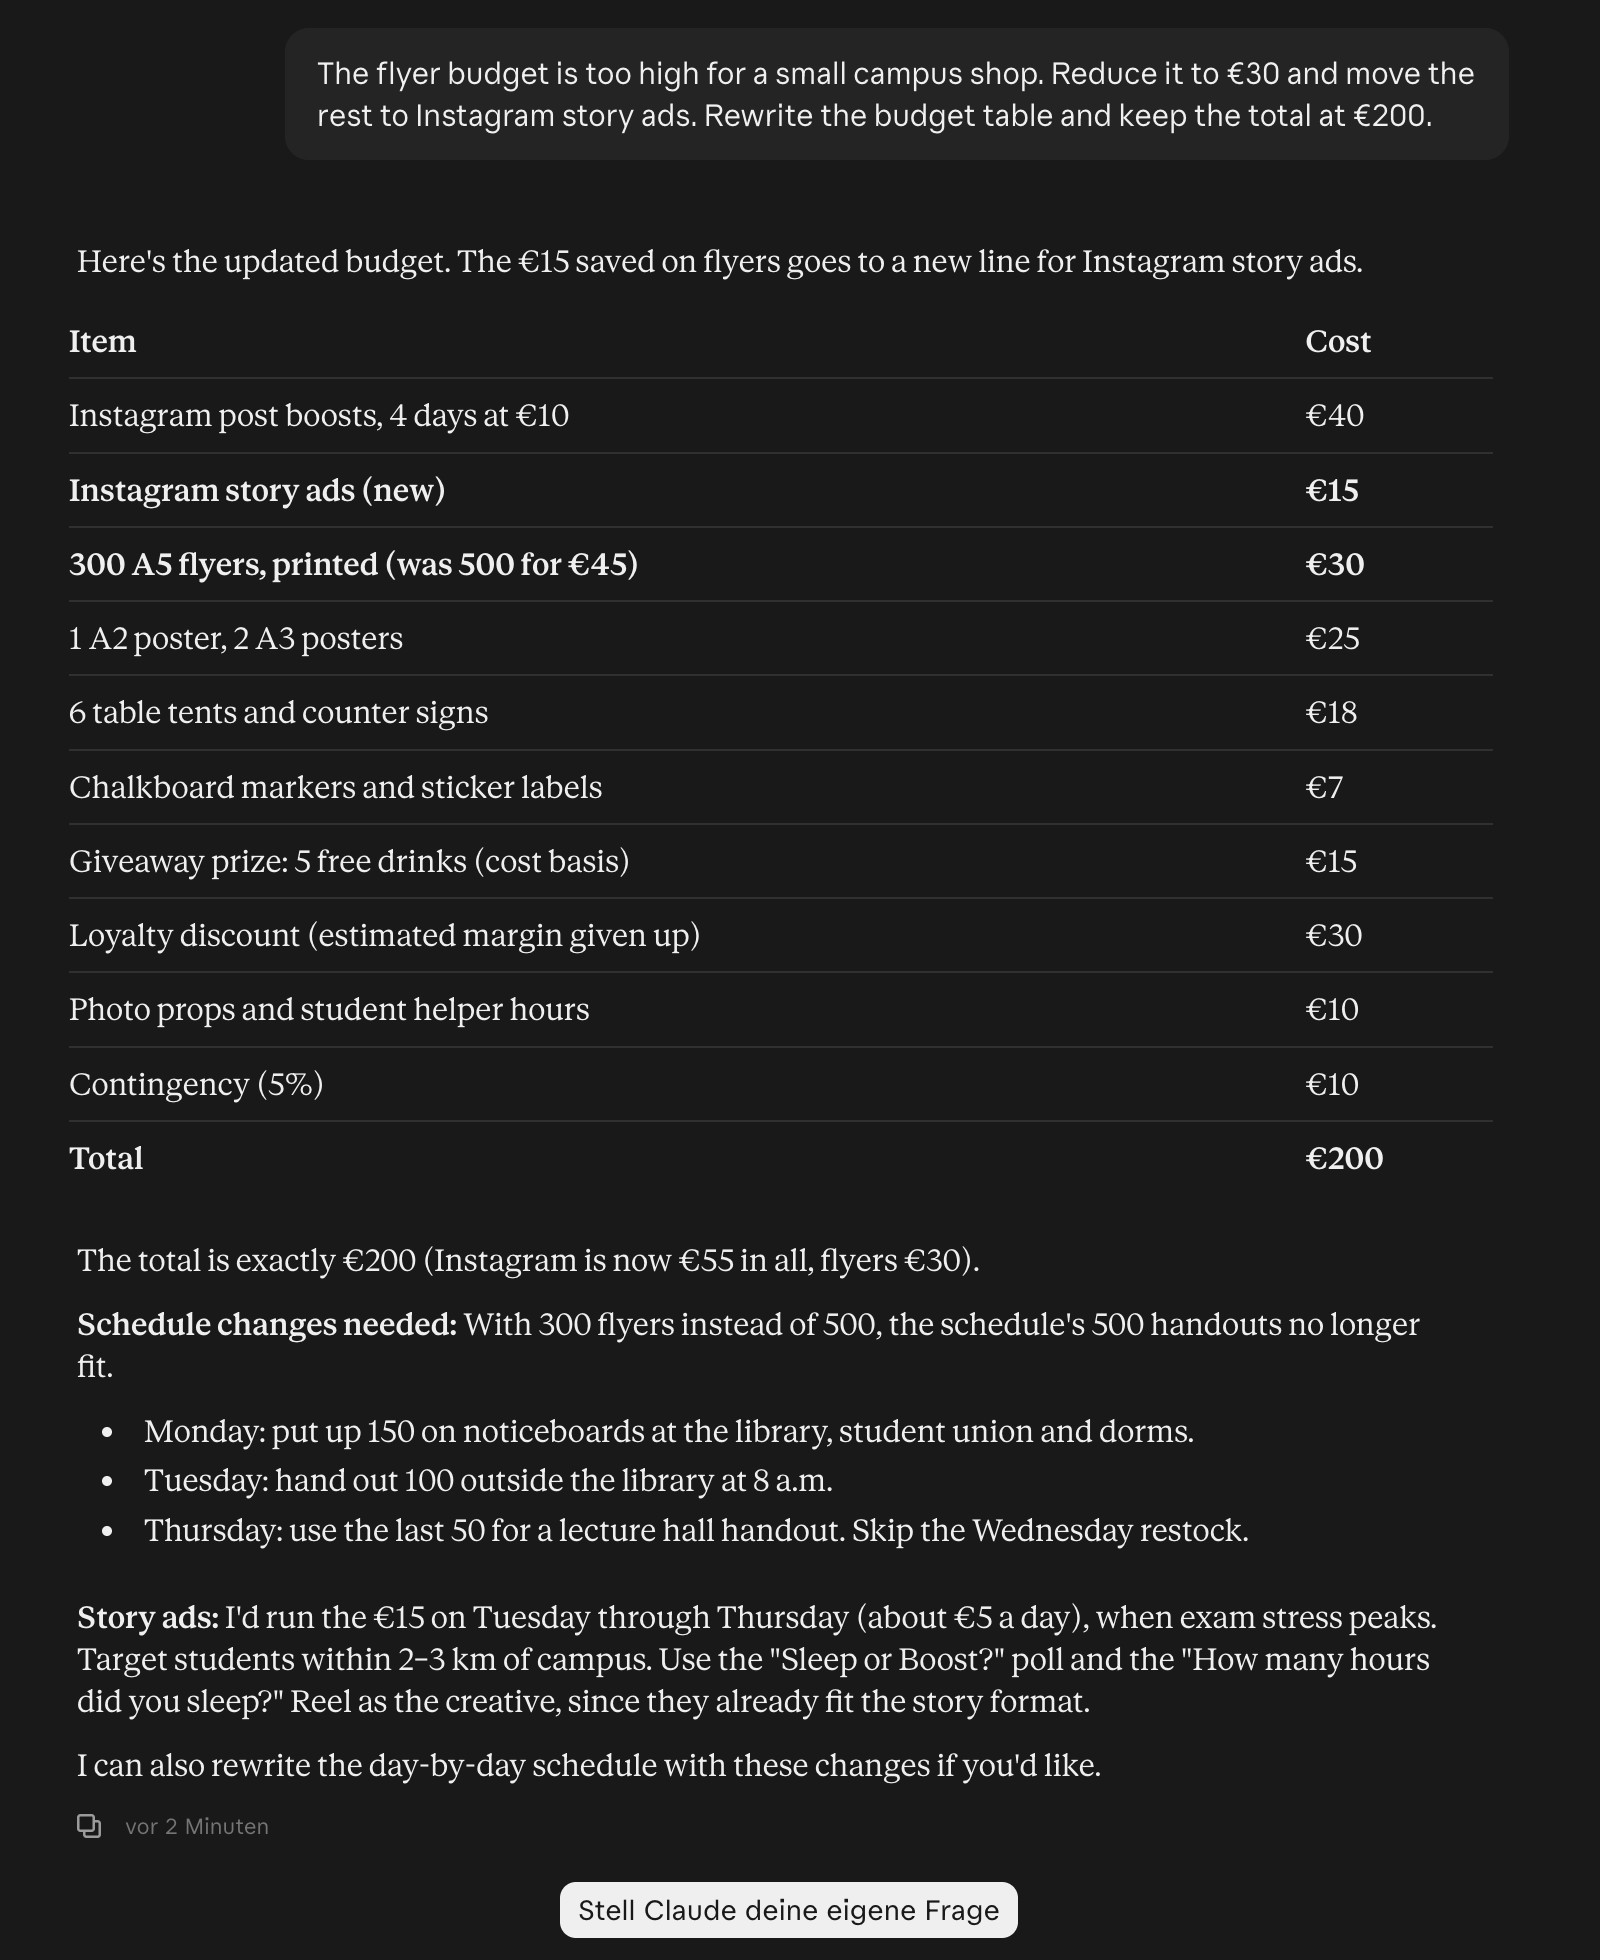 The flyer budget is too high for a small campus shop. Reduce it to €30 and move the
rest to Instagram story ads. Rewrite the budget table and keep the total at €200.
Here's the updated budget. The €15 saved on flyers goes to a new line for Instagram story ads.
Item Cost
Instagram post boosts, 4 days at €10 €40
Instagram story ads (new) €15
300 A5 flyers, printed (was 500 for €45) €30
1 A2 poster, 2 A3 posters €25
6 table tents and counter signs €18
Chalkboard markers and sticker labels €7
Giveaway prize: 5 free drinks (cost basis) €15
Loyalty discount (estimated margin given up) €30
Photo props and student helper hours €10
Contingency (5%) €10
Total €200
The total is exactly €200 (Instagram is now €55 in all, flyers €30).
Schedule changes needed: With 300 flyers instead of 500, the schedule's 500 handouts no longer
fit.
• Monday: put up 150 on noticeboards at the library, student union and dorms.
• Tuesday: hand out 100 outside the library at 8 a.m.
• Thursday: use the last 50 for a lecture hall handout. Skip the Wednesday restock.
Story ads: I'd run the €15 on Tuesday through Thursday (about €5 a day), when exam stress peaks.
Target students within 2–3 km of campus. Use the "Sleep or Boost?" poll and the "How many hours
did you sleep?" Reel as the creative, since they already fit the story format.
I can also rewrite the day-by-day schedule with these changes if you'd like.
vor 2 Minuten
Stell Claude deine eigene Frage